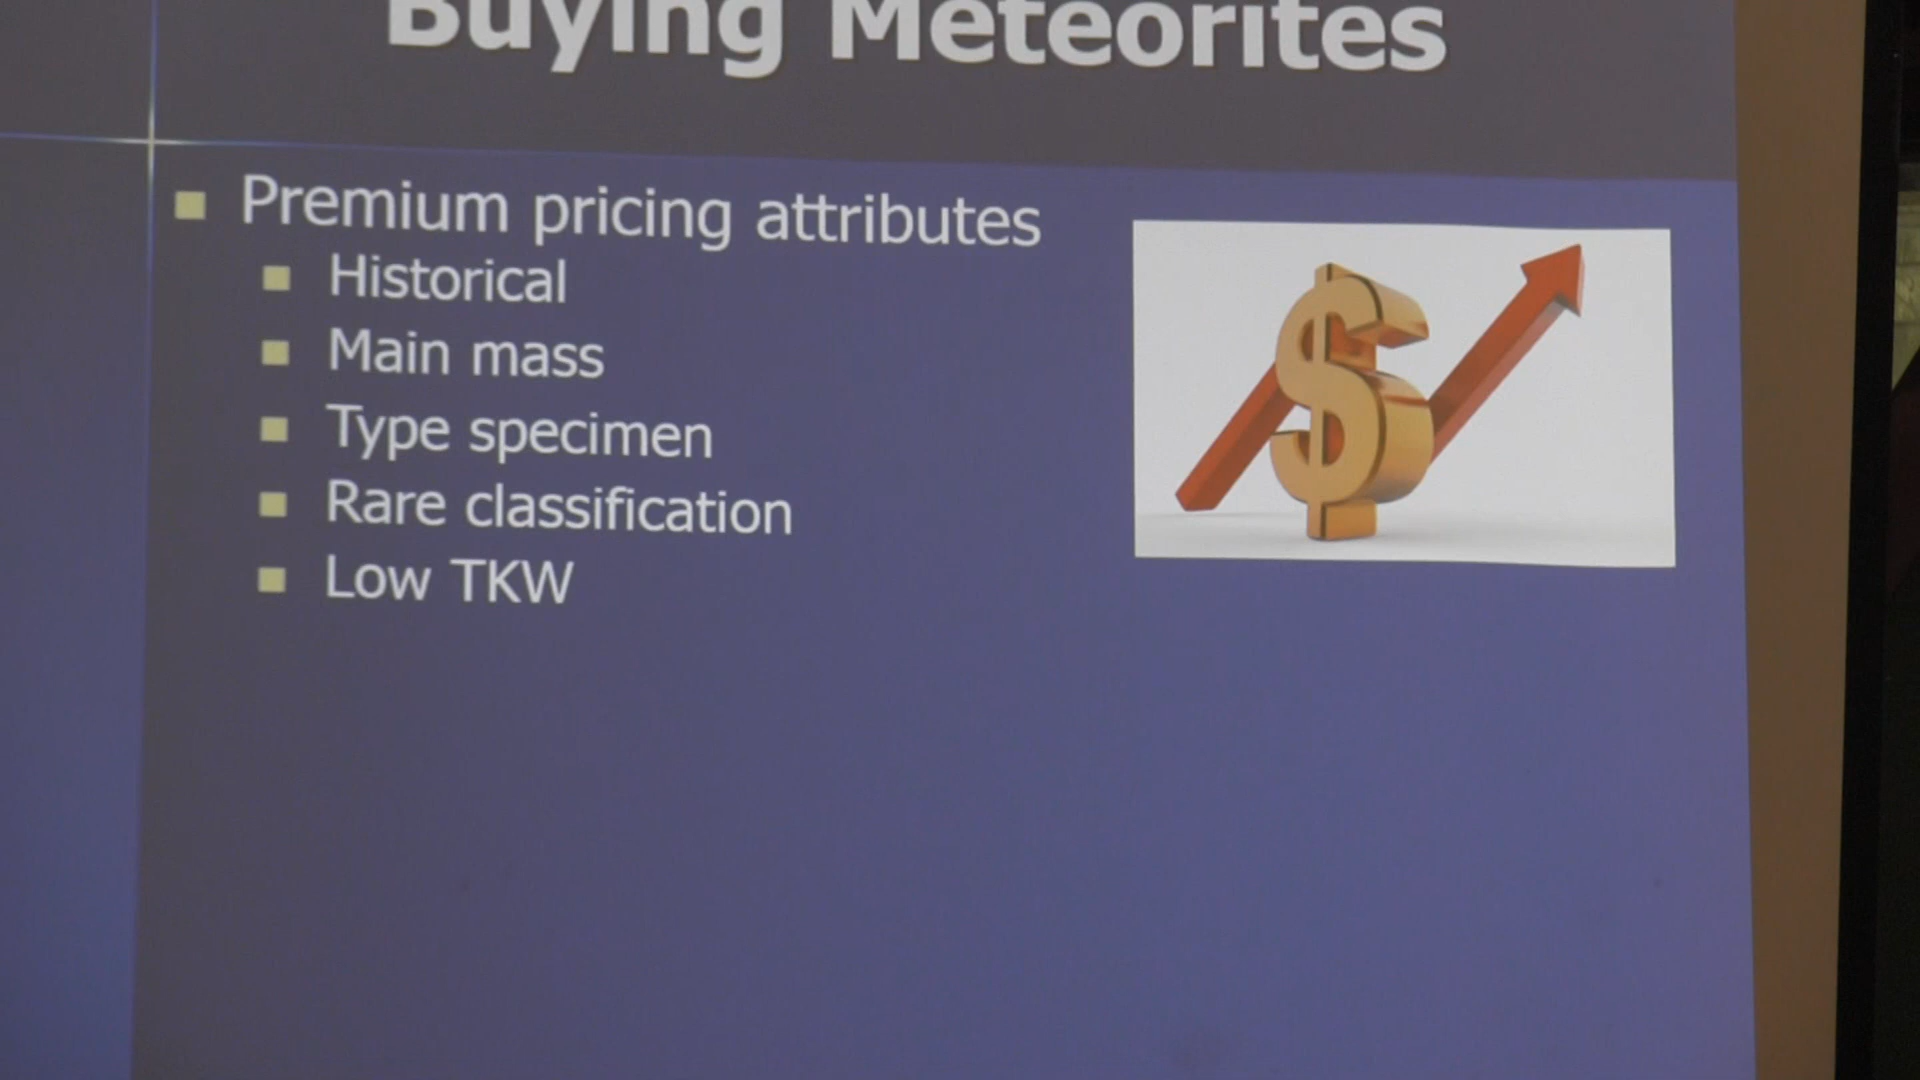 Buying Meteorites
Premium pricing attributes
Historical
Main mass
Type specimen
Rare classification
Low TKW